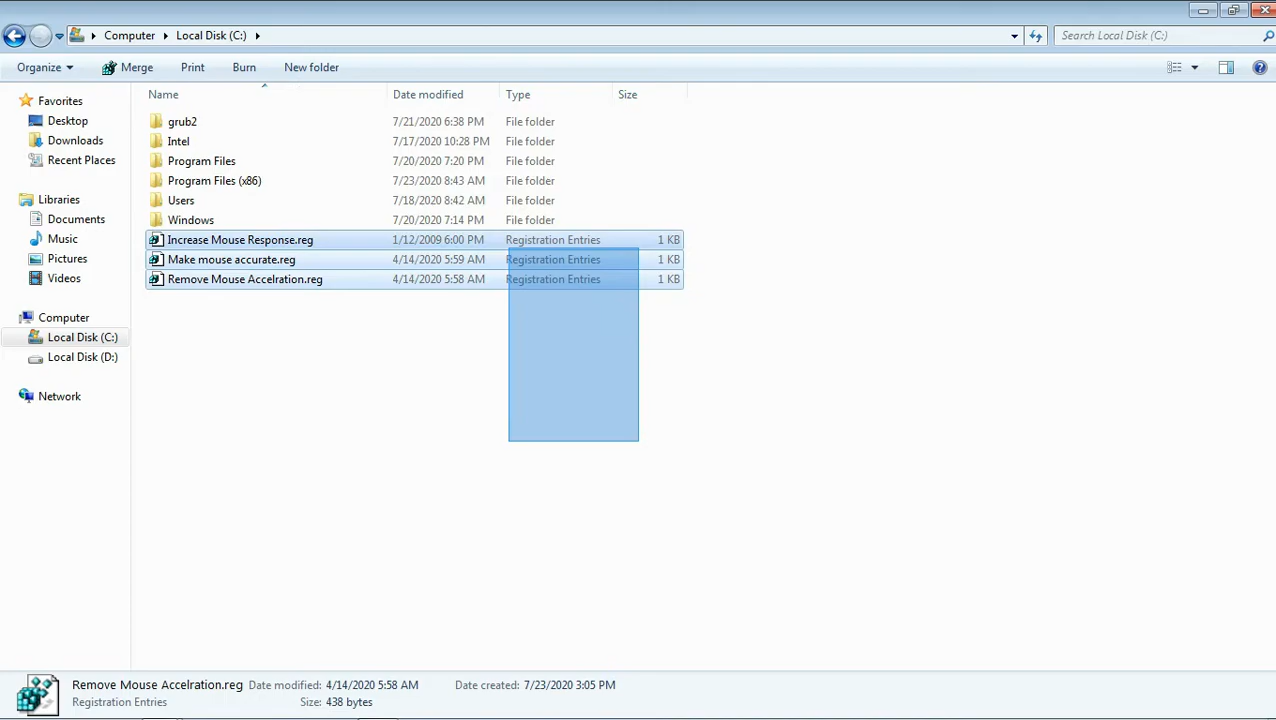 Computer Local Disk (C:) Search Local Disk (C:)
Organize Merge Print Burn New folder
Name Date modified Type Size
Favorites
Desktop
Downloads
Recent Places
Libraries
Documents
Music
Pictures
Videos
Computer
Local Disk (C:)
Local Disk (D:)
Network
grub2 7/21/2020 6:38 PM File folder
Intel 7/17/2020 10:28 PM File folder
Program Files 7/20/2020 7:20 PM File folder
Program Files (x86) 7/23/2020 8:43 AM File folder
Users 7/18/2020 8:42 AM File folder
Windows 7/20/2020 7:14 PM File folder
Increase Mouse Response.reg 1/12/2009 6:00 PM Registration Entries 1 KB
Make mouse accurate.reg 4/14/2020 5:59 AM Registration Entries 1 KB
Remove Mouse Accelration.reg 4/14/2020 5:58 AM Registration Entries 1 KB
Remove Mouse Accelration.reg Date modified: 4/14/2020 5:58 AM Date created: 7/23/2020 3:05 PM
Registration Entries Size: 438 bytes